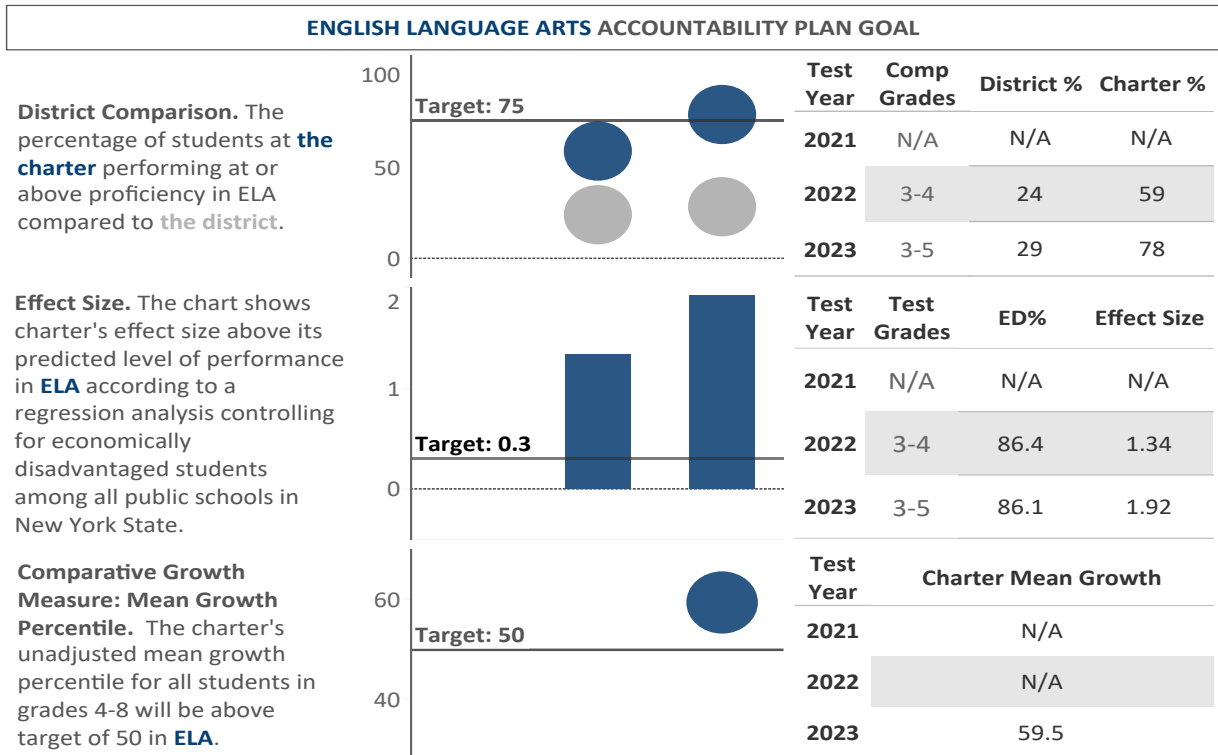 ENGLISH LANGUAGE ARTS ACCOUNTABILITY PLAN GOAL
District Comparison. The
percentage of students at the
charter performing at or
above proficiency in ELA
compared to the district.
100
Target: 75
50
0
Test Year Comp Grades District % Charter %
2021 N/A N/A N/A
2022 3-4 24 59
2023 3-5 29 78
Effect Size. The chart shows
charter's effect size above its
predicted level of performance
in ELA according to a
regression analysis controlling
for economically
disadvantaged students
among all public schools in
New York State.
2
1
Target: 0.3
0
Test Year Test Grades ED% Effect Size
2021 N/A N/A N/A
2022 3-4 86.4 1.34
2023 3-5 86.1 1.92
Comparative Growth
Measure: Mean Growth
Percentile. The charter's
unadjusted mean growth
percentile for all students in
grades 4-8 will be above
target of 50 in ELA.
60
Target: 50
40
Test Year Charter Mean Growth
2021 N/A
2022 N/A
2023 59.5